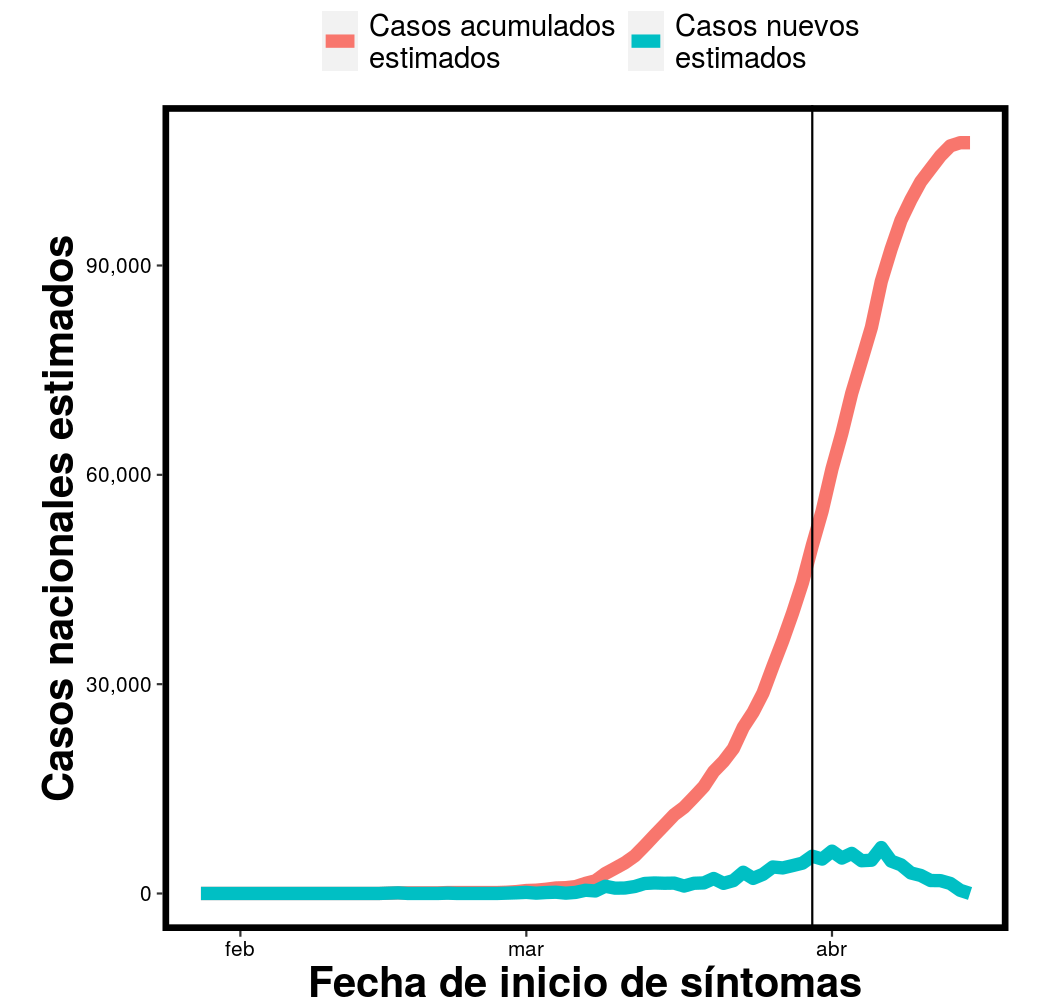 Casos acumulados
estimados
Casos nuevos
estimados
Casos nacionales estimados
90,000
60,000
30,000
0
feb
mar
abr
Fecha de inicio de síntomas